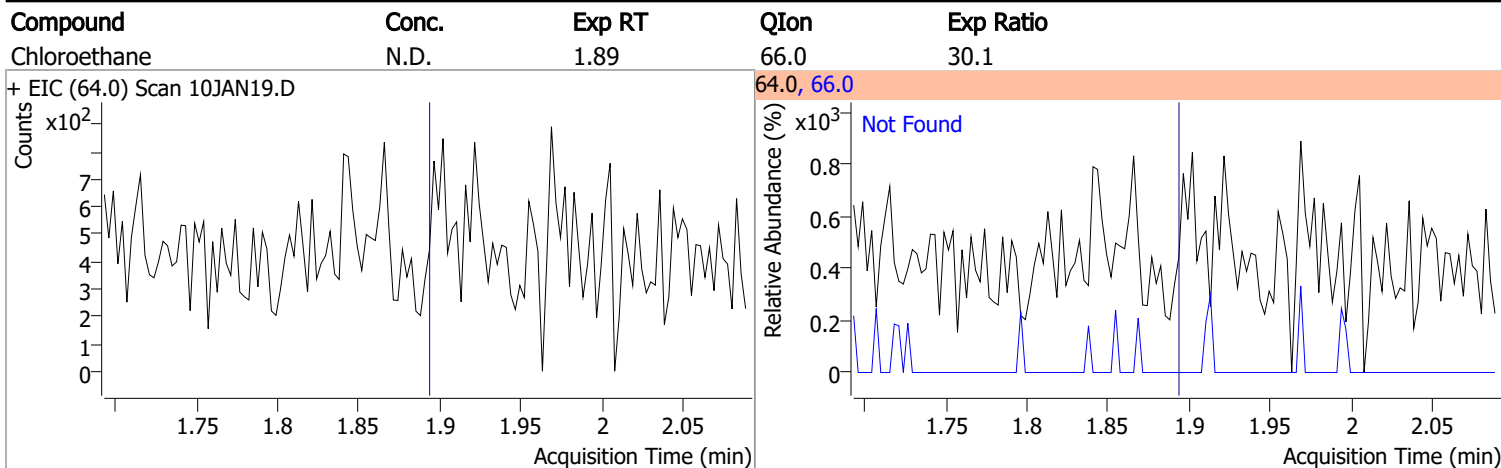 Compound Conc. Exp RT QIon Exp Ratio
Chloroethane N.D. 1.89 66.0 30.1
+ EIC (64.0) Scan 10JAN19.D
Counts
x10²
7
6
5
4
3
2
1
0
1.75 1.8 1.85 1.9 1.95 2 2.05
Acquisition Time (min)
64.0, 66.0
Relative Abundance (%)
x10³
Not Found
0.8
0.6
0.4
0.2
0
1.75 1.8 1.85 1.9 1.95 2 2.05
Acquisition Time (min)